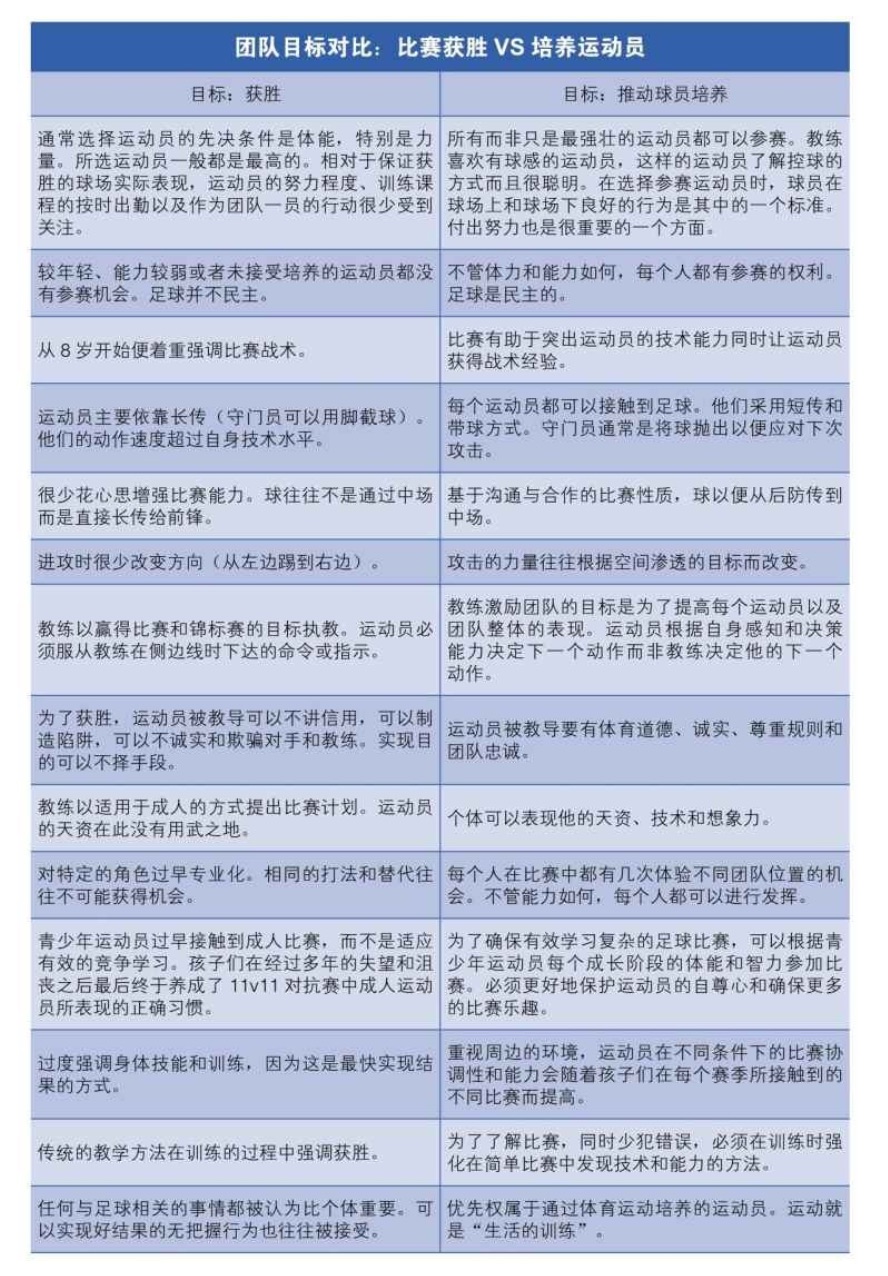 团队目标对比：比赛获胜 VS 培养运动员
目标：获胜
目标：推动球员培养
通常选择运动员的先决条件是体能，特别是力
量。所选运动员一般都是最高的。相对于保证获
胜的球场实际表现，运动员的努力程度、训练课
程的按时出勤以及作为团队一员的行动很少受到
关注。
所有而非只是最强壮的运动员都可以参赛。教练
喜欢有球感的运动员，这样的运动员了解控球的
方式而且很聪明。在选择参赛运动员时，球员在
球场上和球场下良好的行为是其中的一个标准。
付出努力也是很重要的一个方面。
较年轻、能力较弱或者未接受培养的运动员都没
有参赛机会。足球并不民主。
不管体力和能力如何，每个人都有参赛的权利。
足球是民主的。
从 8 岁开始便着重强调比赛战术。
比赛有助于突出运动员的技术能力同时让运动员
获得战术经验。
运动员主要依靠长传（守门员可以用脚截球）。
他们的动作速度超过自身技术水平。
每个运动员都可以接触到足球。他们采用短传和
带球方式。守门员通常是将球抛出以便应对下次
攻击。
很少花心思增强比赛能力。球往往不是通过中场
而是直接长传给前锋。
基于沟通与合作的比赛性质，球以便从后防传到
中场。
进攻时很少改变方向（从左边踢到右边）。
攻击的力量往往根据空间渗透的目标而改变。
教练以赢得比赛和锦标赛的目标执教。运动员必
须服从教练在侧边线时下达的命令或指示。
教练激励团队的目标是为了提高每个运动员以及
团队整体的表现。运动员根据自身感知和决策
能力决定下一个动作而非教练决定他的下一个
动作。
为了获胜，运动员被教导可以不讲信用，可以制
造陷阱，可以不诚实和欺骗对手和教练。实现目
的可以不择手段。
运动员被教导要有体育道德、诚实、尊重规则和
团队忠诚。
教练以适用于成人的方式提出比赛计划。运动员
的天资在此没有用武之地。
个体可以表现他的天资、技术和想象力。
对特定的角色过早专业化。相同的打法和替代往
往不可能获得机会。
每个人在比赛中都有几次体验不同团队位置的机
会。不管能力如何，每个人都可以进行发挥。
青少年运动员过早接触到成人比赛，而不是适应
有效的竞争学习。孩子们在经过多年的失望和沮
丧之后最后终于养成了 11v11 对抗赛中成人运动
员所表现的正确习惯。
为了确保有效学习复杂的足球比赛，可以根据青
少年运动员每个成长阶段的体能和智力参加比
赛。必须更好地保护运动员的自尊心和确保更多
的比赛乐趣。
过度强调身体技能和训练，因为这是最快实现结
果的方式。
重视周边的环境，运动员在不同条件下的比赛协
调性和能力会随着孩子们在每个赛季所接触到的
不同比赛而提高。
传统的教学方法在训练的过程中强调获胜。
为了了解比赛，同时少犯错误，必须在训练时强
化在简单比赛中发现技术和能力的方法。
任何与足球相关的事情都被认为比个体重要。可
以实现好结果的无把握行为也往往被接受。
优先权属于通过体育运动培养的运动员。运动就
是“生活的训练”。